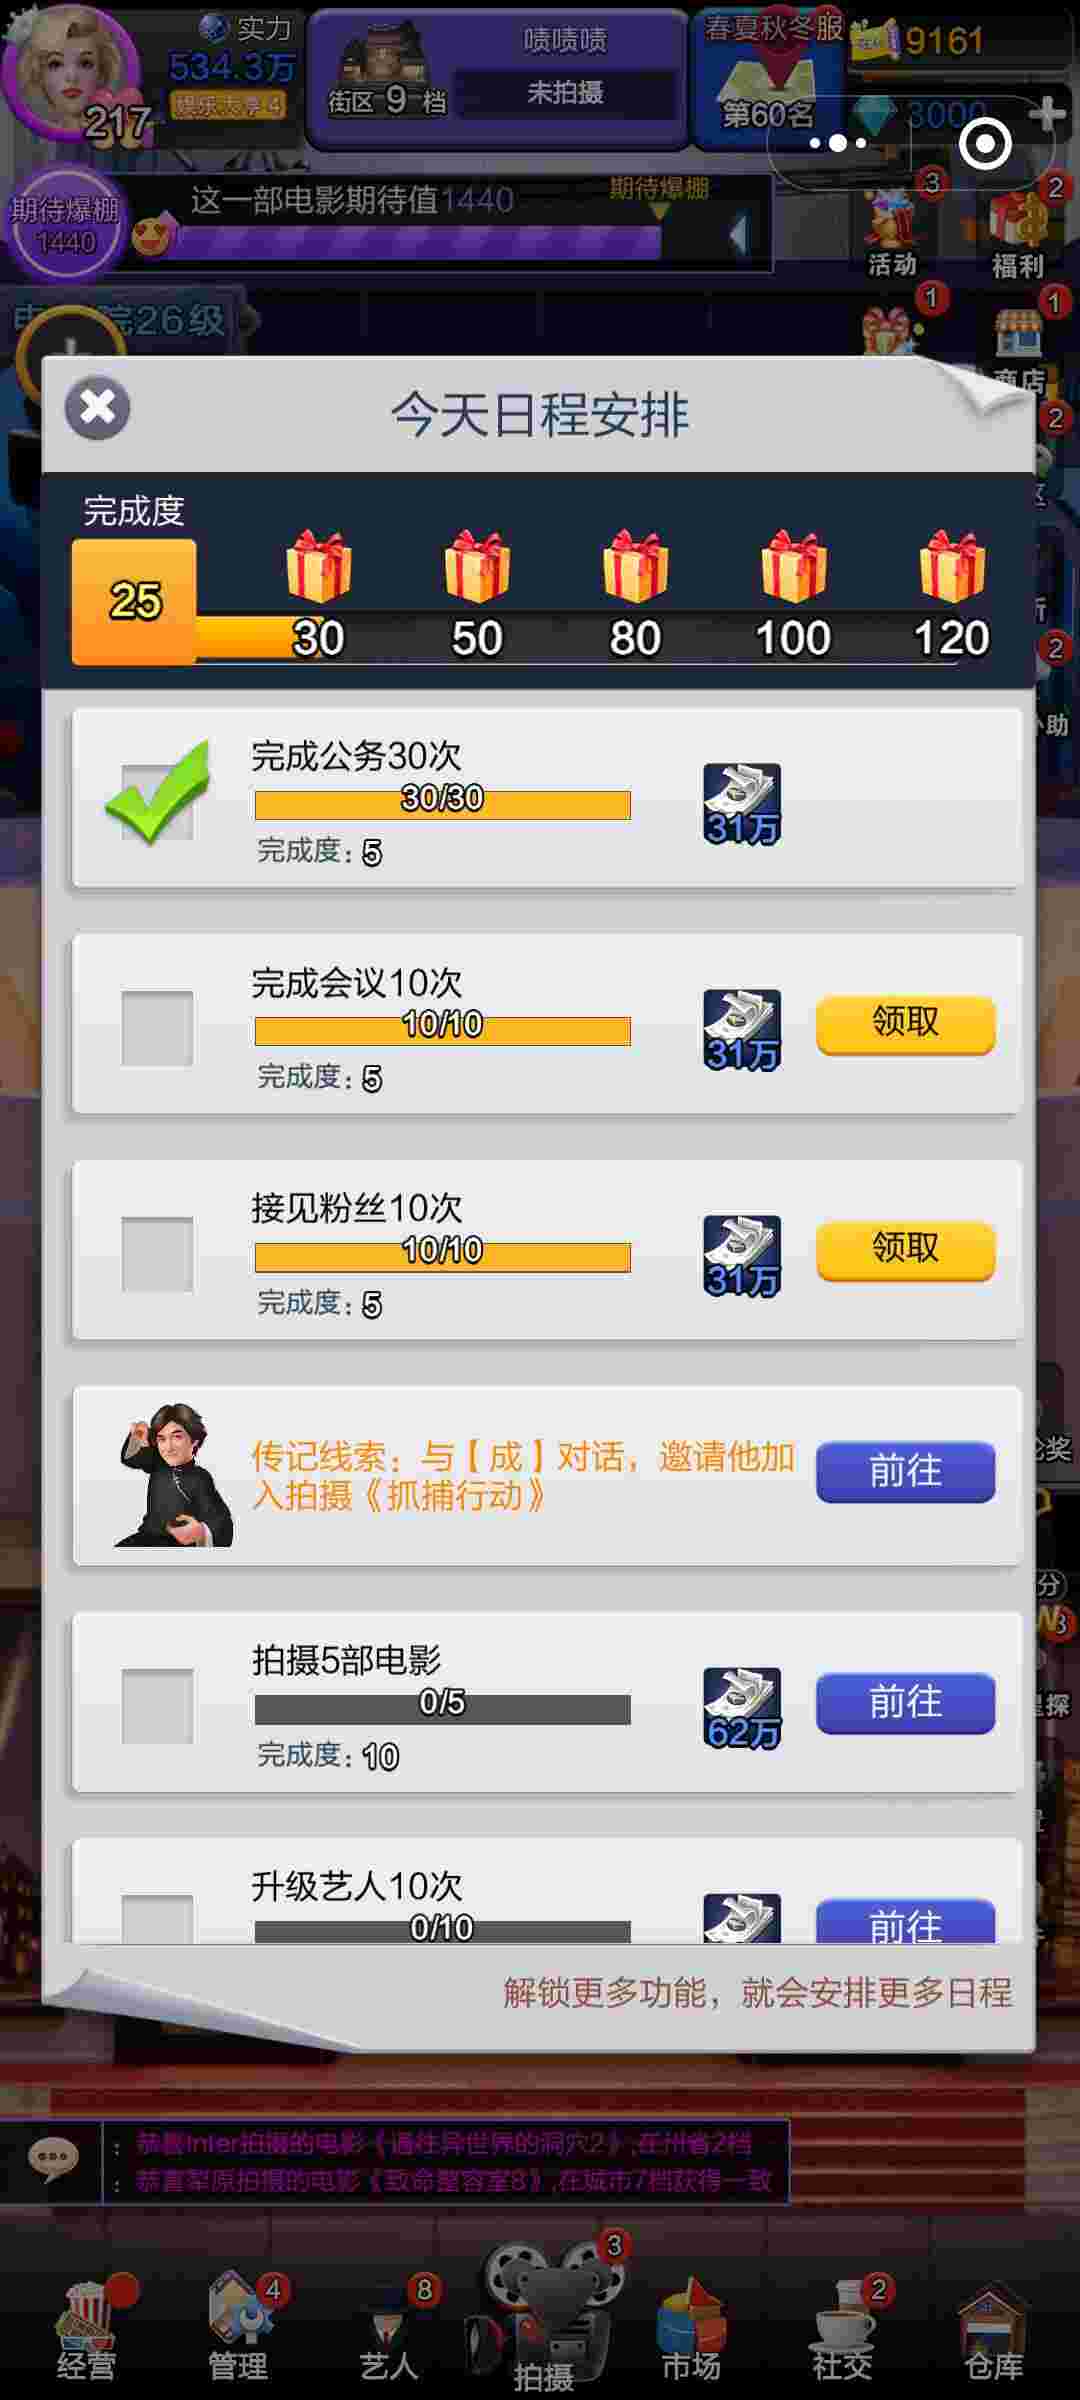 实力
534.3万
娱乐大亨4
217
啧啧啧
街区 9 档
未拍摄
春夏秋冬服
第60名
9161
3000
期待爆棚
1440
这一部电影期待值1440
期待爆棚
3
活动
2
福利
26级
1
1
商店
2
今天日程安排
完成度
25
30
50
80
100
120
2
完成公务30次
30/30
完成度: 5
31万
完成会议10次
10/10
完成度: 5
31万
领取
接见粉丝10次
10/10
完成度: 5
31万
领取
传记线索：与【成】对话，邀请他加
入拍摄《抓捕行动》
前往
拍摄5部电影
0/5
完成度: 10
62万
前往
升级艺人10次
0/10
前往
解锁更多功能，就会安排更多日程
: 恭喜Inler拍摄的电影《通往异世界的洞穴2》,在州省2档
: 恭喜犁原拍摄的电影《致命整容室8》,在城市7档获得一致
经营
4
管理
8
艺人
3
拍摄
市场
2
社交
仓库